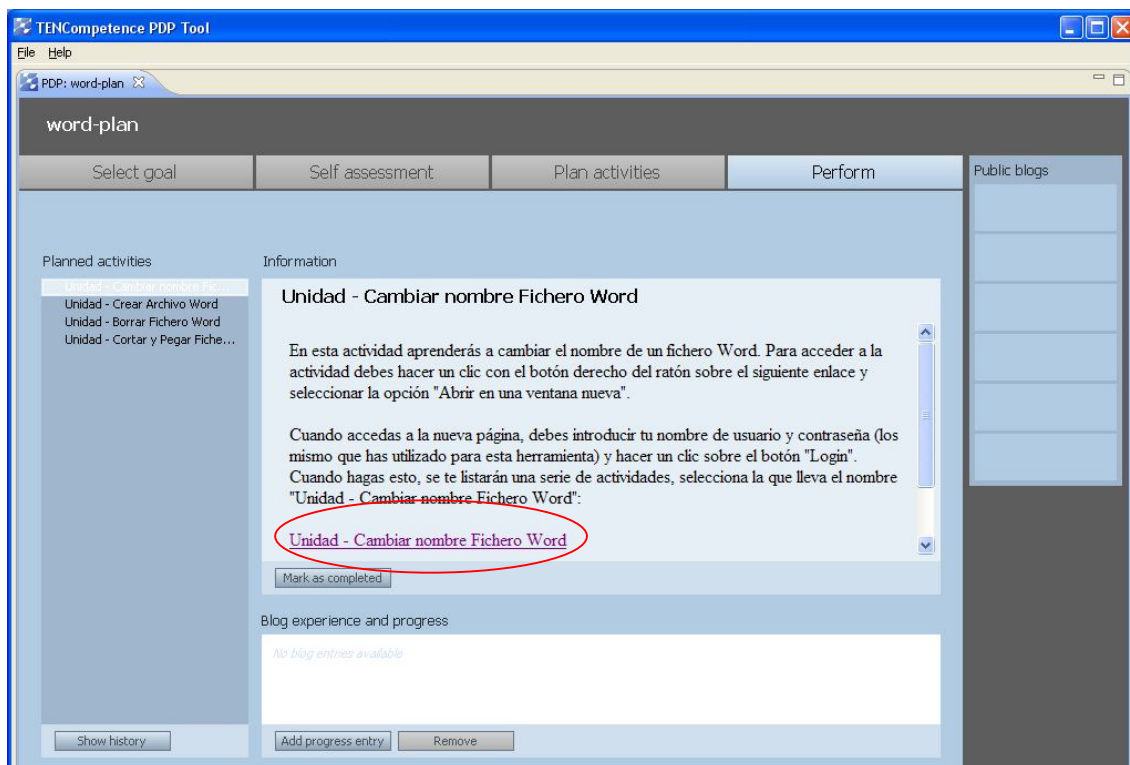 TENCompetence PDP Tool
File Help
PDP: word-plan
word-plan
Select goal
Self assessment
Plan activities
Perform
Public blogs
Planned activities
Unidad - Cambiar nombre Fic...
Unidad - Crear Archivo Word
Unidad - Borrar Fichero Word
Unidad - Cortar y Pegar Fiche...
Show history
Information
Unidad - Cambiar nombre Fichero Word
En esta actividad aprenderás a cambiar el nombre de un fichero Word. Para acceder a la
actividad debes hacer un clic con el botón derecho del ratón sobre el siguiente enlace y
seleccionar la opción "Abrir en una ventana nueva".
Cuando accedas a la nueva página, debes introducir tu nombre de usuario y contraseña (los
mismo que has utilizado para esta herramienta) y hacer un clic sobre el botón "Login".
Cuando hagas esto, se te listarán una serie de actividades, selecciona la que lleva el nombre
"Unidad - Cambiar nombre Fichero Word":
Unidad - Cambiar nombre Fichero Word
Mark as completed
Blog experience and progress
No blog entries available
Add progress entry
Remove